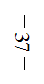 — 37 —